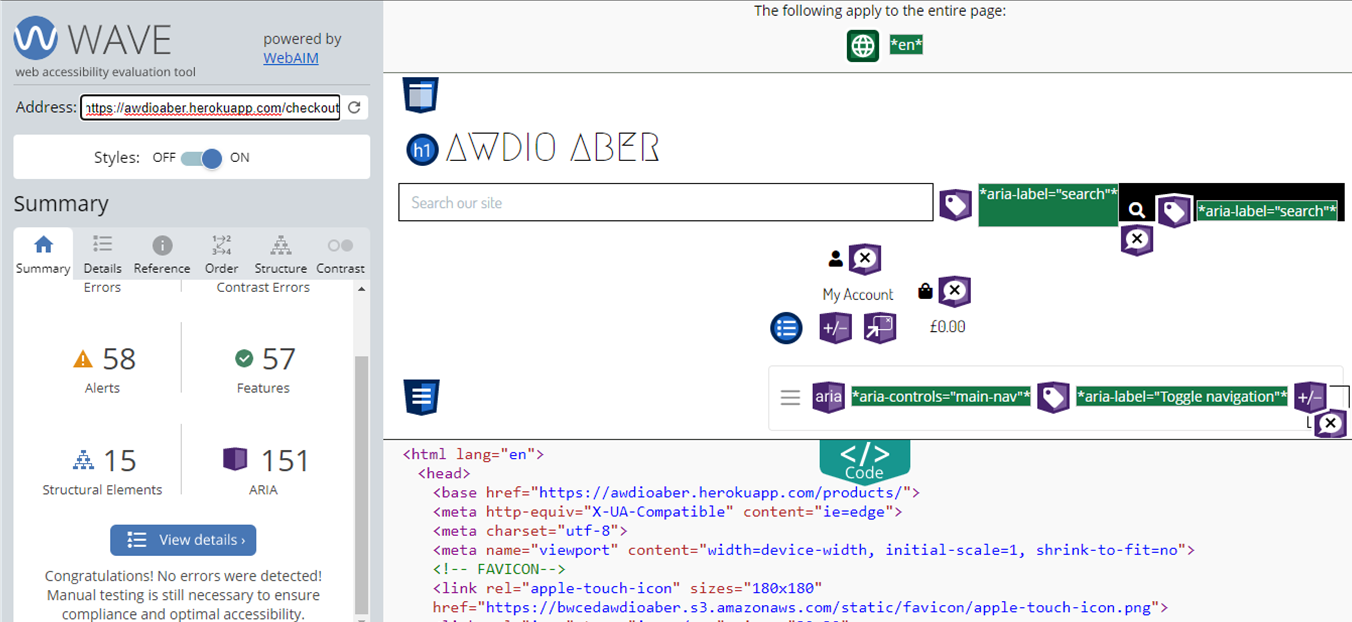 WAVE
powered by
WebAIM
web accessibility evaluation tool
Address: https://awdioaber.herokuapp.com/checkout
Styles: OFF ON
Summary
Summary Details Reference Order Structure Contrast
Errors Contrast Errors
58 57
Alerts Features
15 151
Structural Elements ARIA
View details ›
Congratulations! No errors were detected!
Manual testing is still necessary to ensure
compliance and optimal accessibility.
The following apply to the entire page:
*en*
h1 AWDIO ABER
Search our site *aria-label="search"* *aria-label="search"*
My Account
+/- £0.00
aria *aria-controls="main-nav"* *aria-label="Toggle navigation"* +/-
</>
Code
<html lang="en">
<head>
<base href="https://awdioaber.herokuapp.com/products/">
<meta http-equiv="X-UA-Compatible" content="ie=edge">
<meta charset="utf-8">
<meta name="viewport" content="width=device-width, initial-scale=1, shrink-to-fit=no">
<!-- FAVICON-->
<link rel="apple-touch-icon" sizes="180x180"
href="https://bwcedawdioaber.s3.amazonaws.com/static/favicon/apple-touch-icon.png">